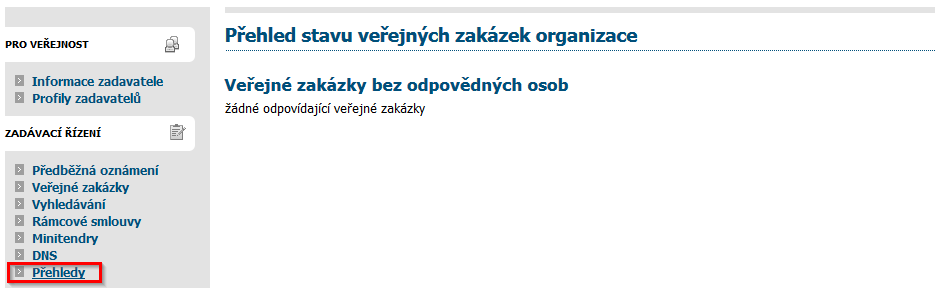 PRO VEŘEJNOST
Informace zadavatele
Profily zadavatelů
ZADÁVACÍ ŘÍZENÍ
Předběžná oznámení
Veřejné zakázky
Vyhledávání
Rámcové smlouvy
Minitendry
DNS
Přehledy
Přehled stavu veřejných zakázek organizace
Veřejné zakázky bez odpovědných osob
žádné odpovídající veřejné zakázky